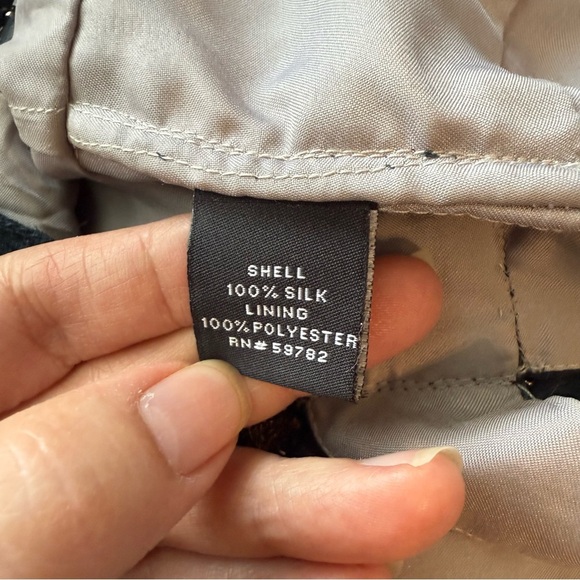 SHELL
100% SILK
LINING
100% POLYESTER
RN# 59782